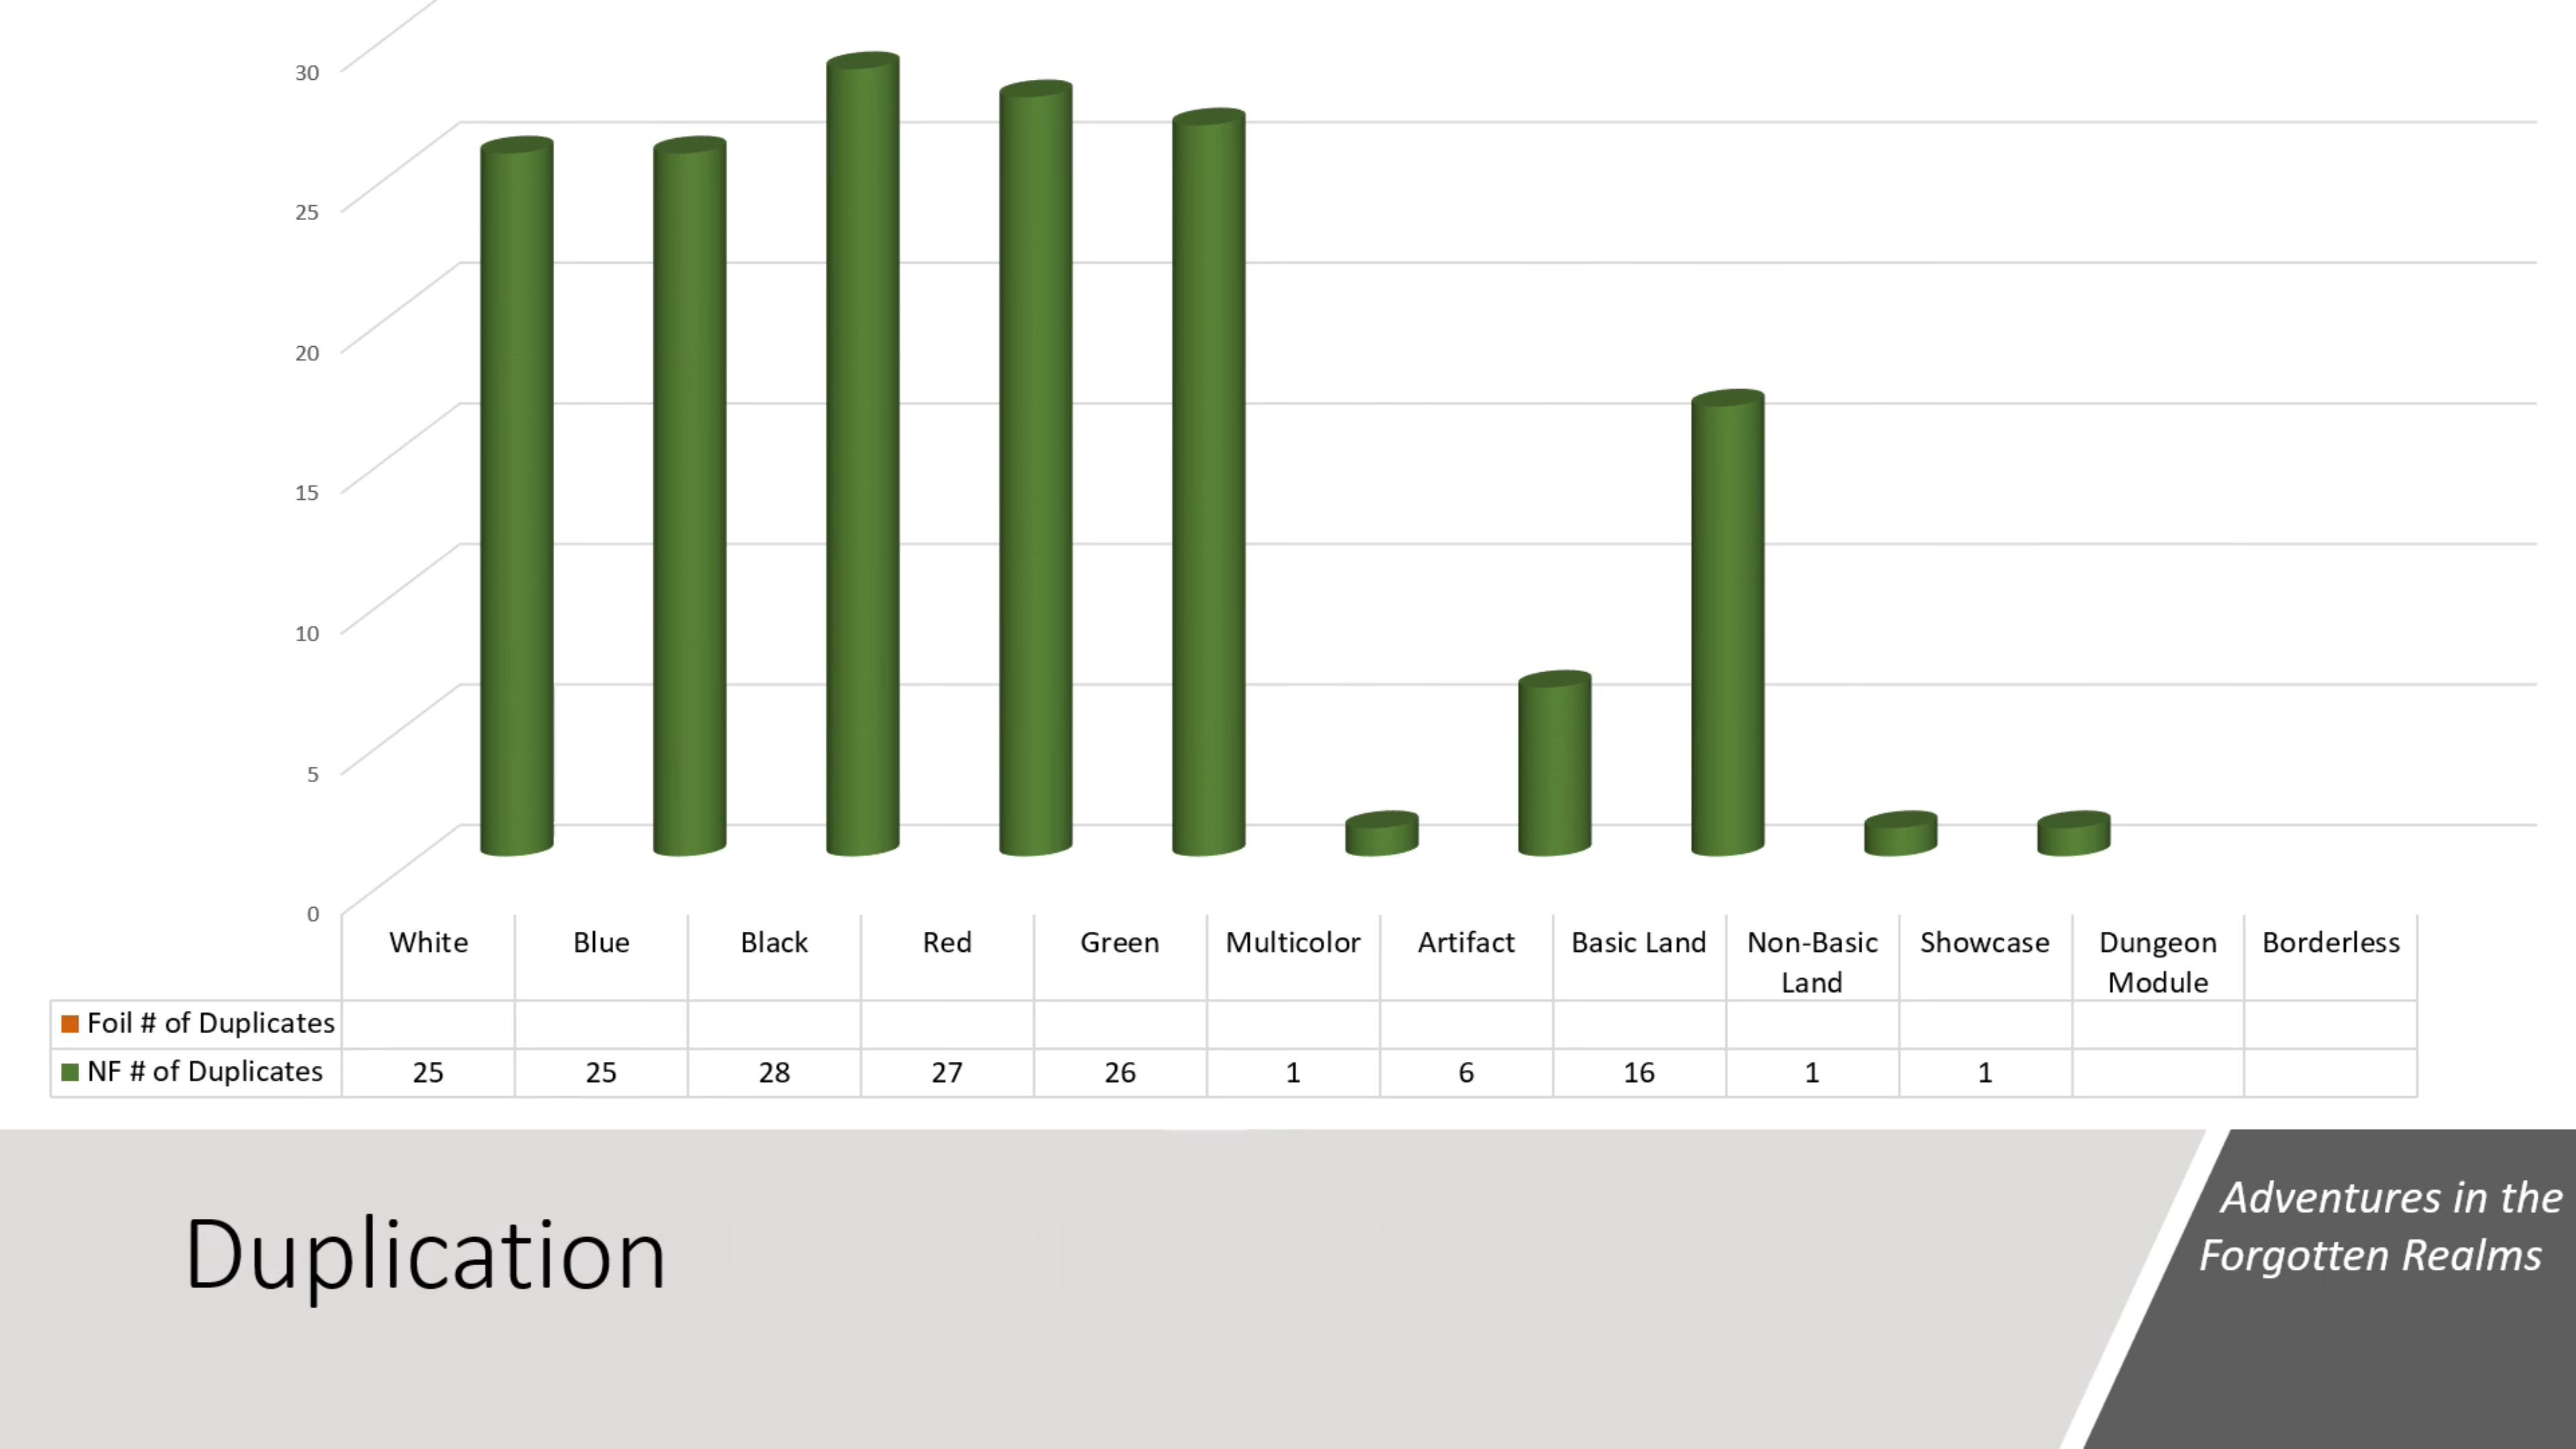 30
25
20
15
10
5
0
White Blue Black Red Green Multicolor Artifact Basic Land Non-Basic Land Showcase Dungeon Module Borderless
Foil # of Duplicates
NF # of Duplicates 25 25 28 27 26 1 6 16 1 1
Duplication
Adventures in the
Forgotten Realms